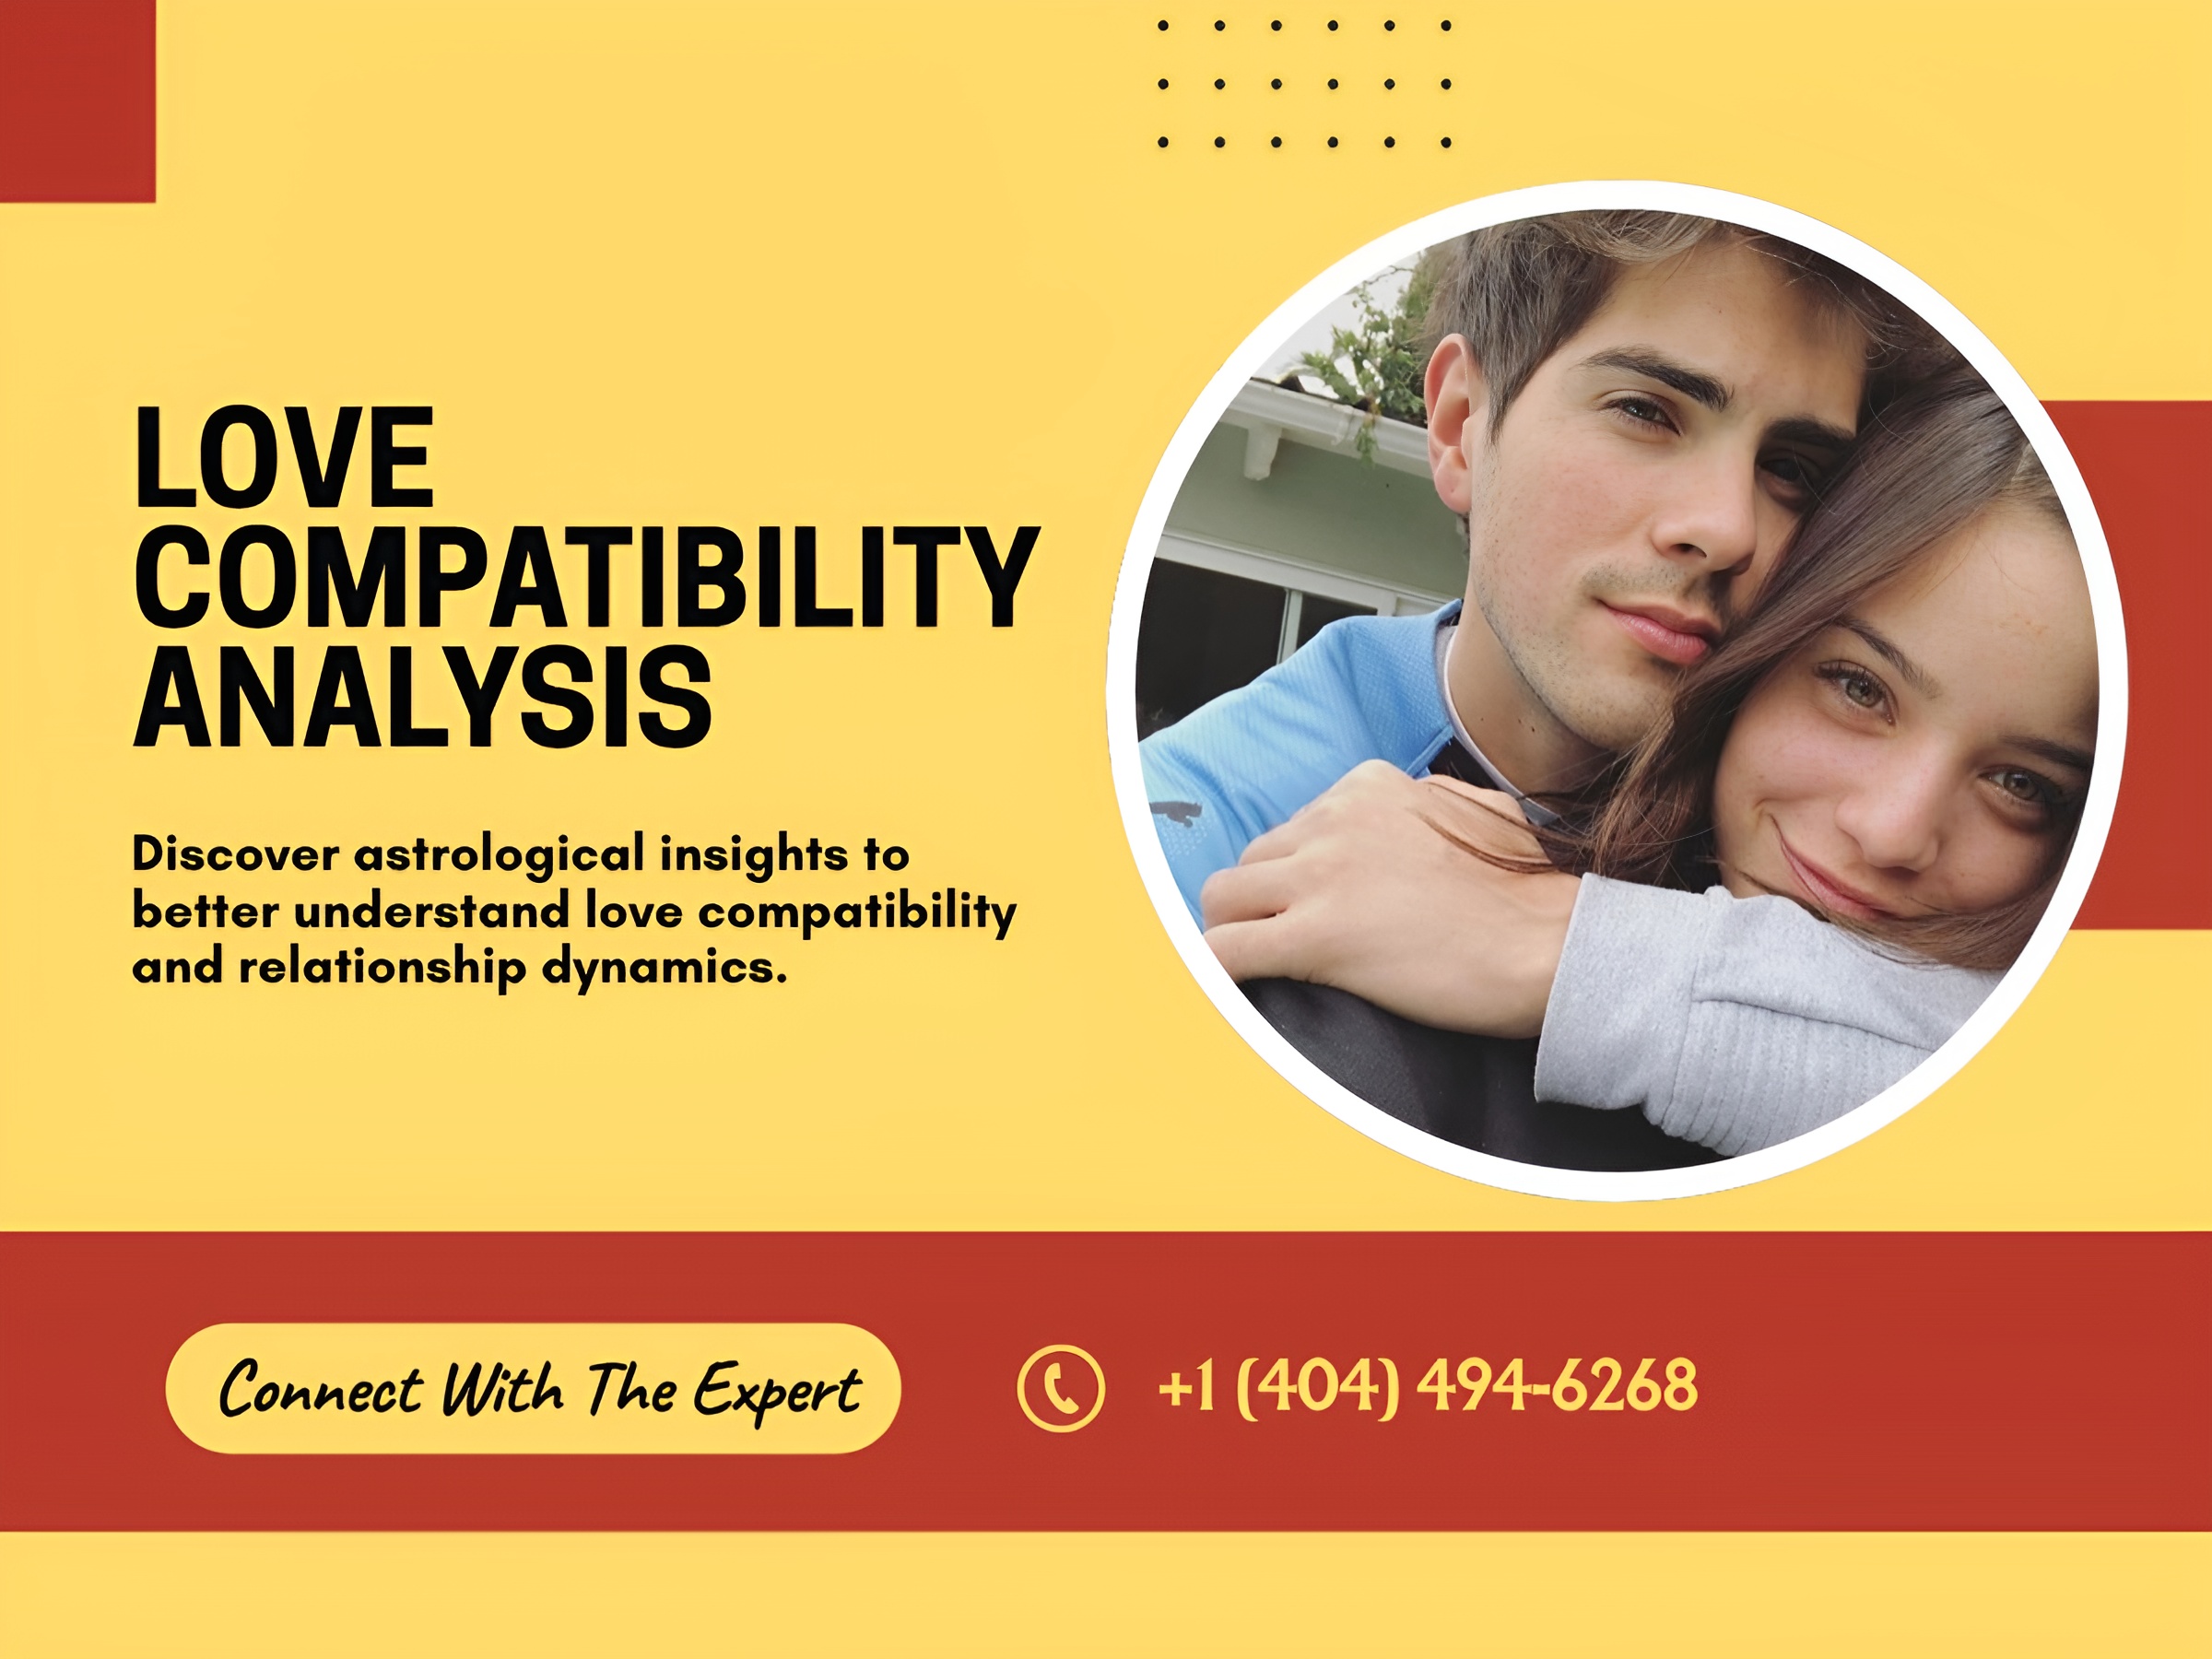 LOVE
COMPATIBILITY
ANALYSIS
Discover astrological insights to
better understand love compatibility
and relationship dynamics.
Connect With The Expert
+1 (404) 494-6268